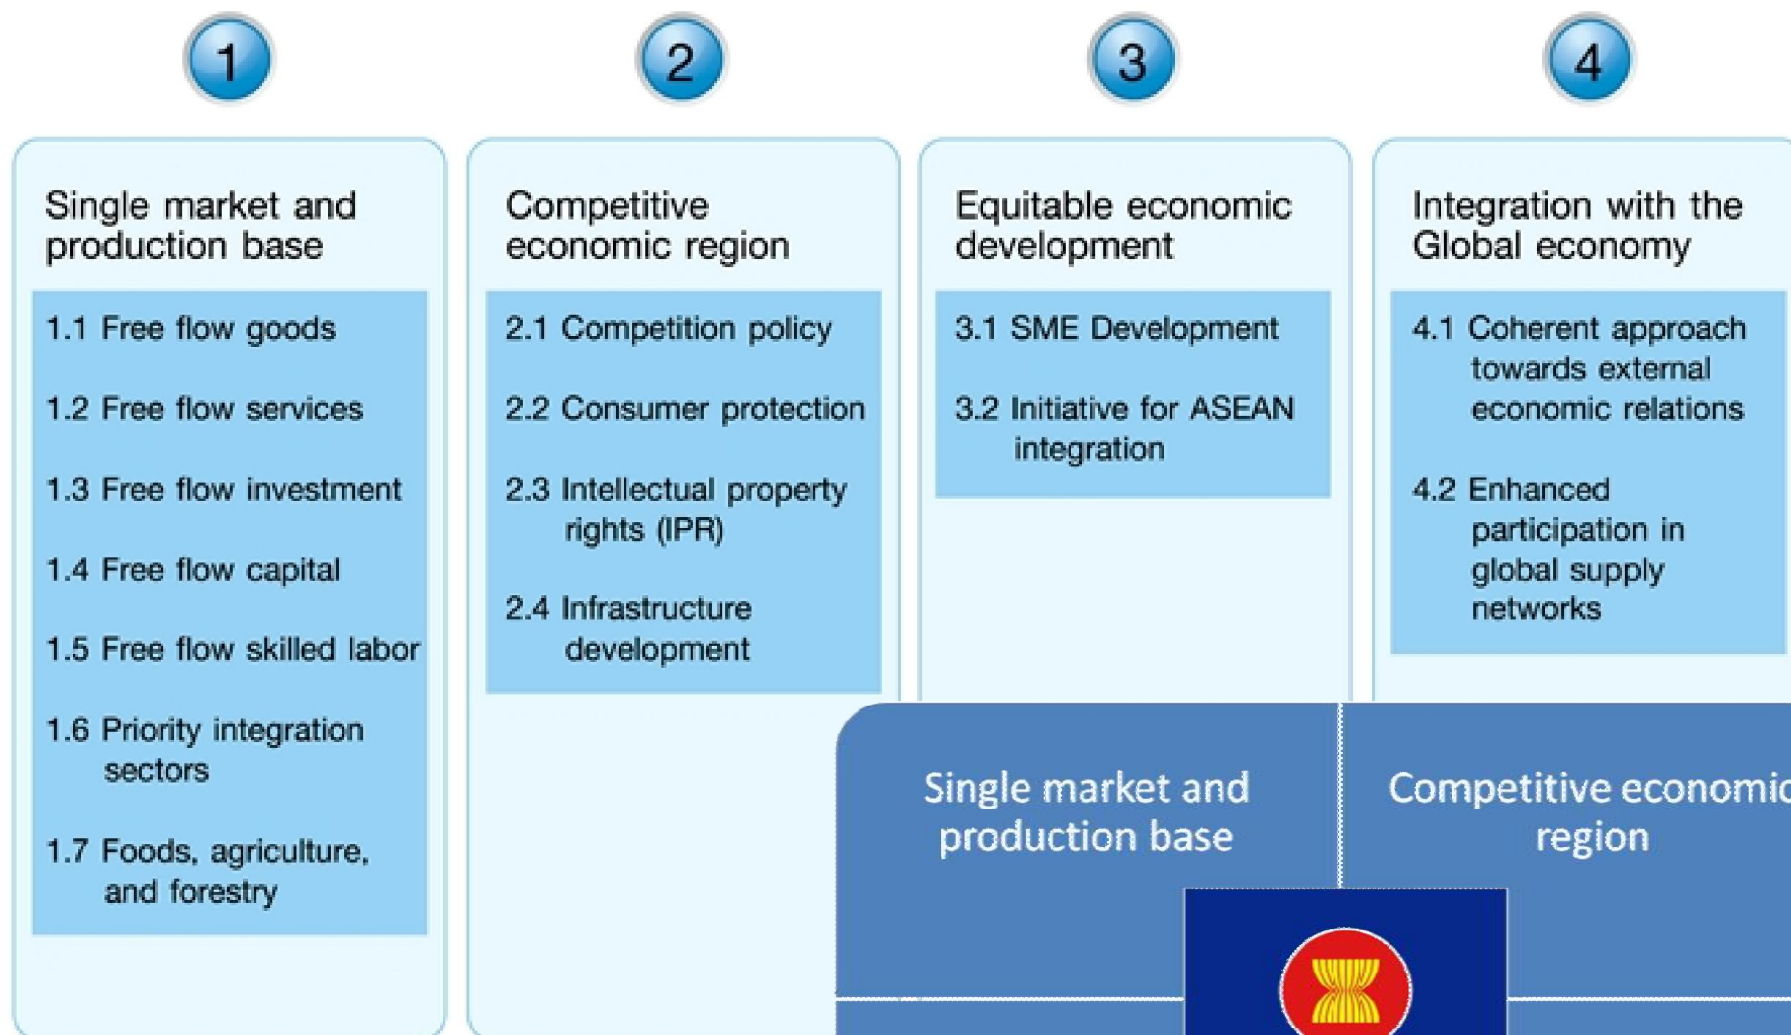 1
2
3
4
Single market and
production base
1.1 Free flow goods
1.2 Free flow services
1.3 Free flow investment
1.4 Free flow capital
1.5 Free flow skilled labor
1.6 Priority integration
sectors
1.7 Foods, agriculture,
and forestry
Competitive
economic region
2.1 Competition policy
2.2 Consumer protection
2.3 Intellectual property
rights (IPR)
2.4 Infrastructure
development
Equitable economic
development
3.1 SME Development
3.2 Initiative for ASEAN
integration
Integration with the
Global economy
4.1 Coherent approach
towards external
economic relations
4.2 Enhanced
participation in
global supply
networks
Single market and
production base
Competitive economic
region